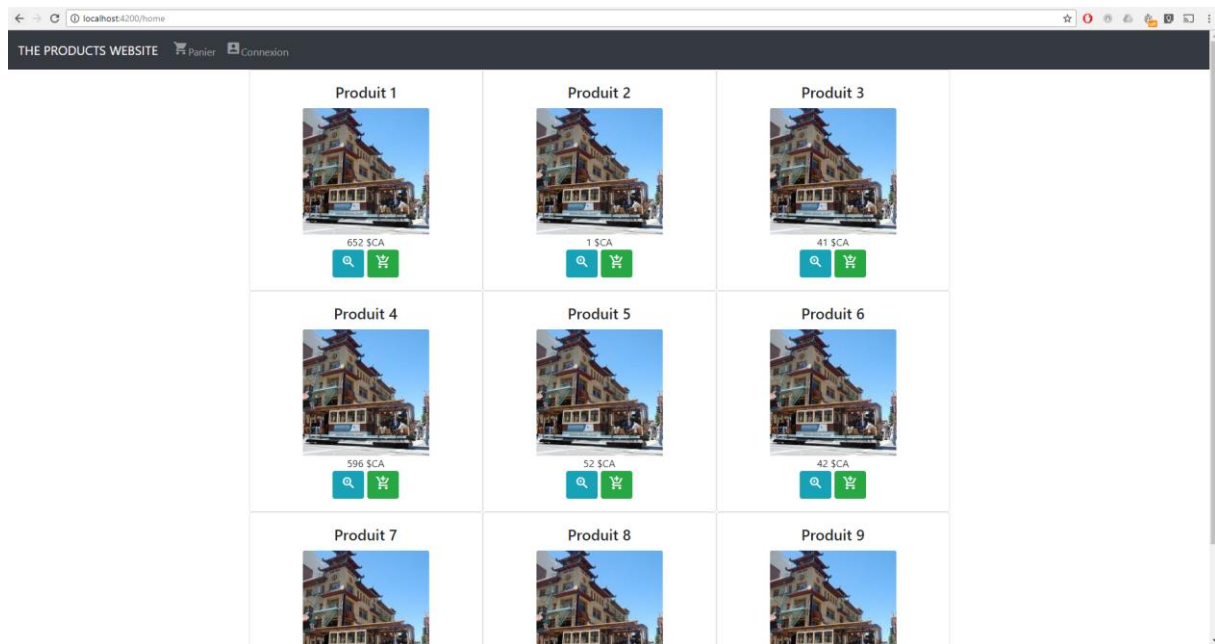 localhost:4200/home
THE PRODUCTS WEBSITE Panier Connexion
Produit 1 Produit 2 Produit 3
652 $CA 1 $CA 41 $CA
Produit 4 Produit 5 Produit 6
596 $CA 52 $CA 42 $CA
Produit 7 Produit 8 Produit 9